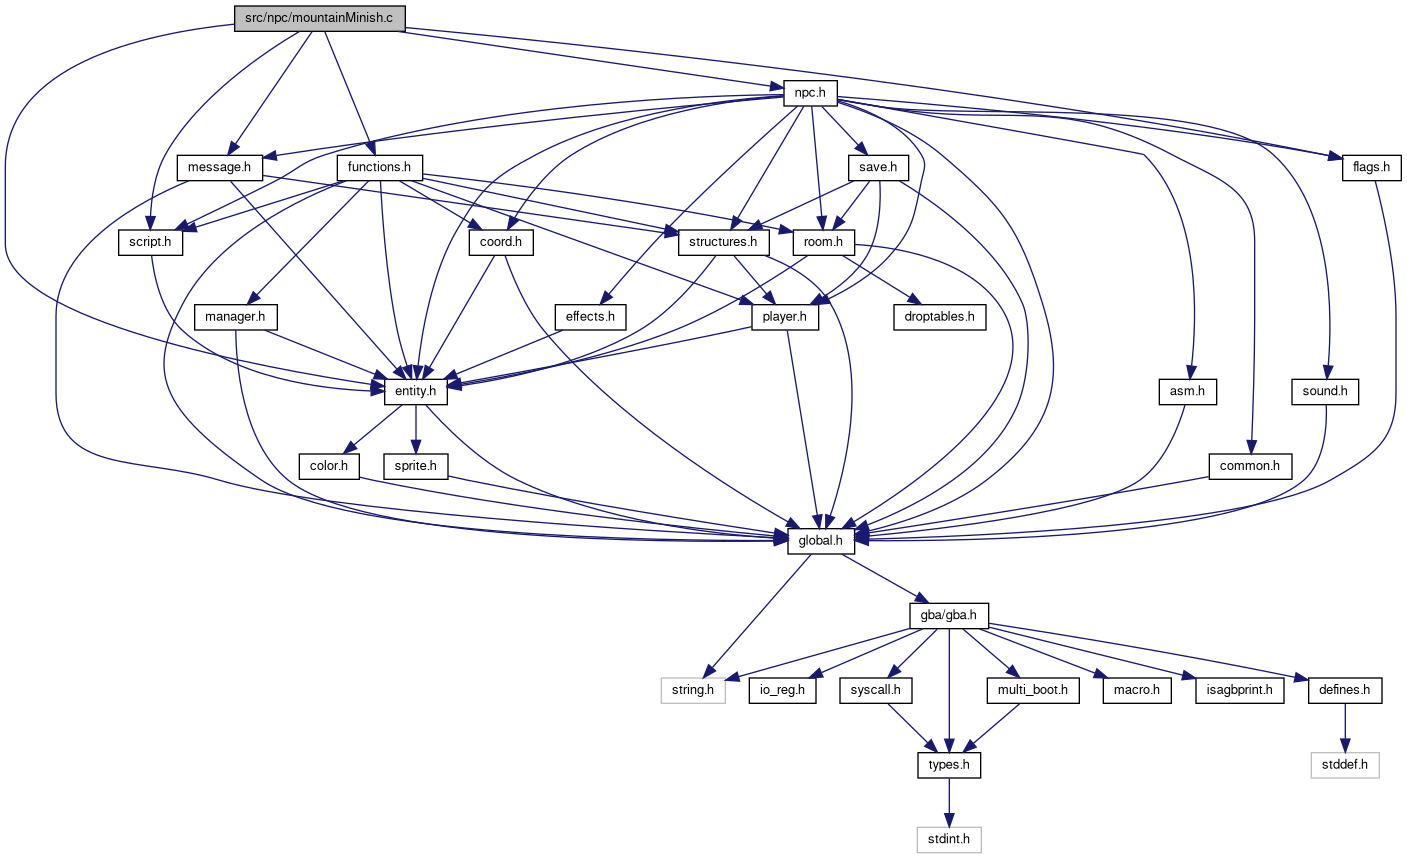 src/npc/mountainMinish.c
npc.h
message.h
functions.h
save.h
flags.h
script.h
coord.h
structures.h
room.h
manager.h
effects.h
player.h
droptables.h
entity.h
asm.h
sound.h
color.h
sprite.h
common.h
global.h
gba/gba.h
string.h
io_reg.h
syscall.h
multi_boot.h
macro.h
isagbprint.h
defines.h
types.h
stddef.h
stdint.h